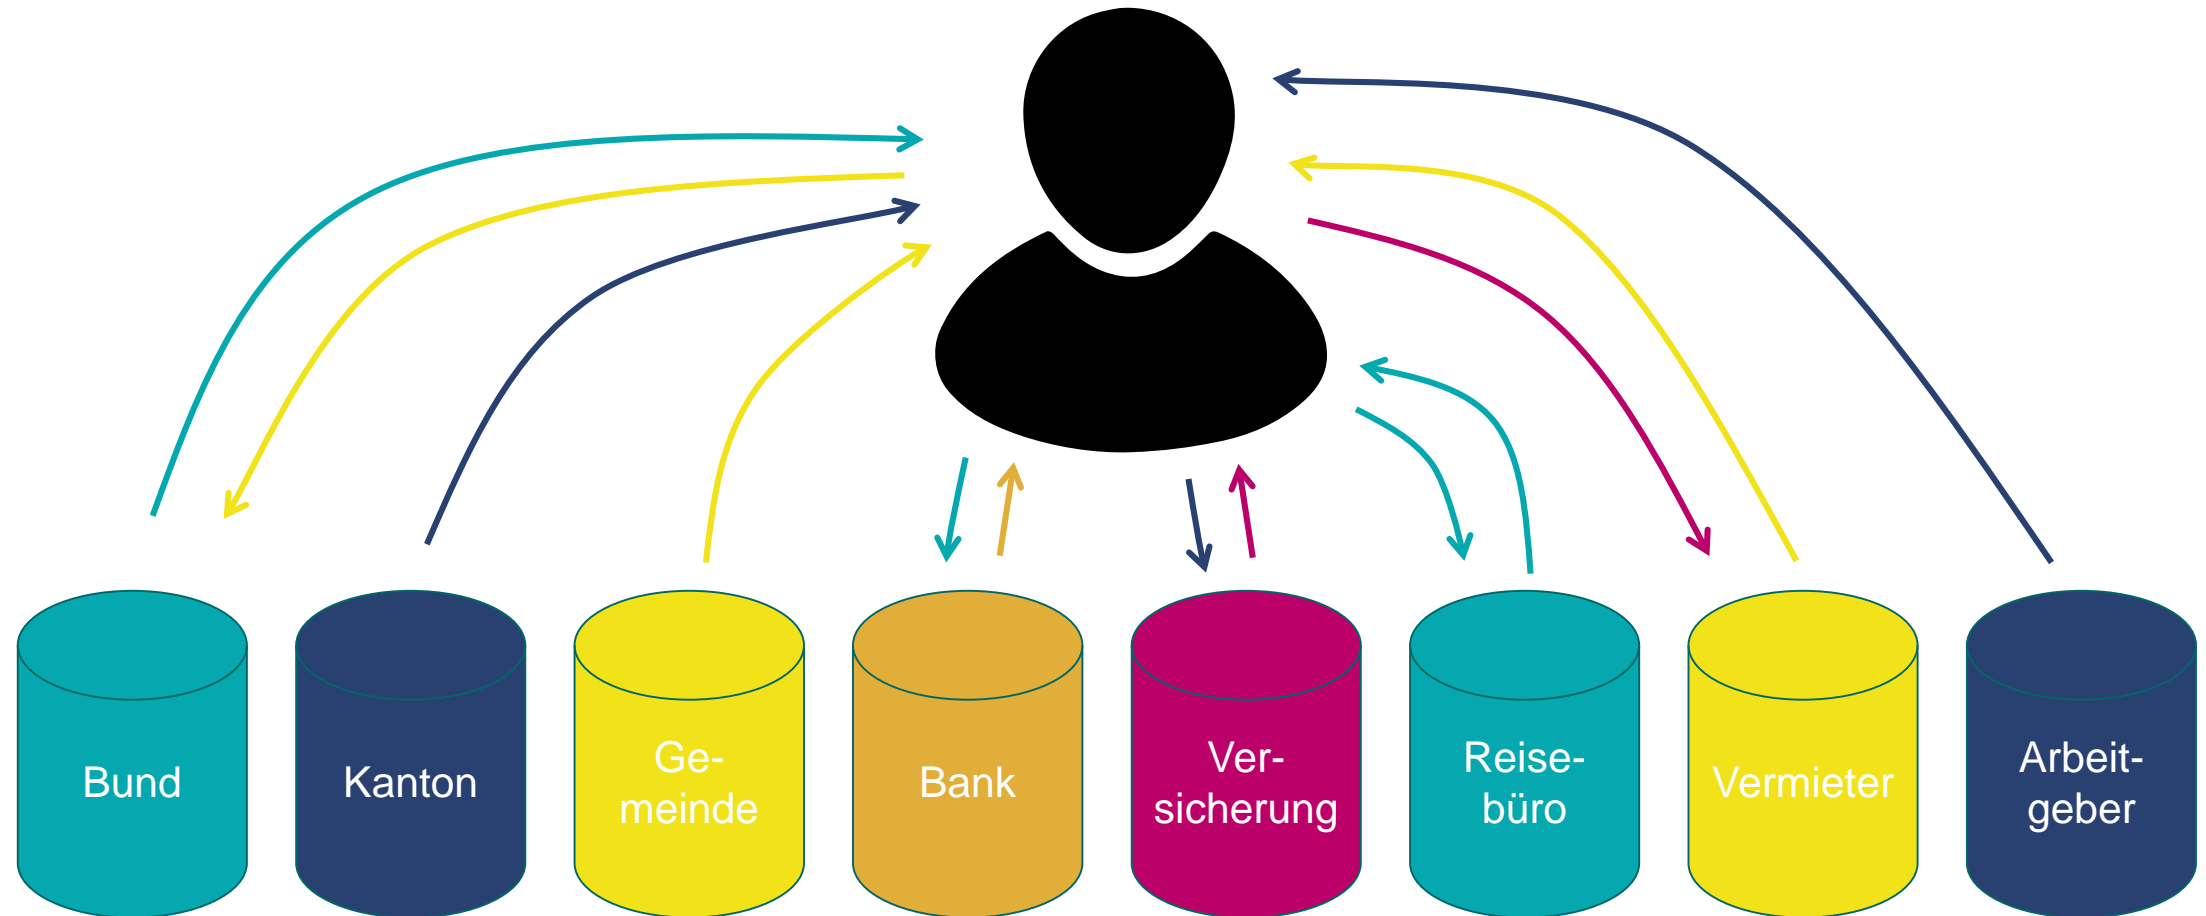 Bund
Kanton
Ge-
meinde
Bank
Ver-
sicherung
Reise-
büro
Vermieter
Arbeit-
geber